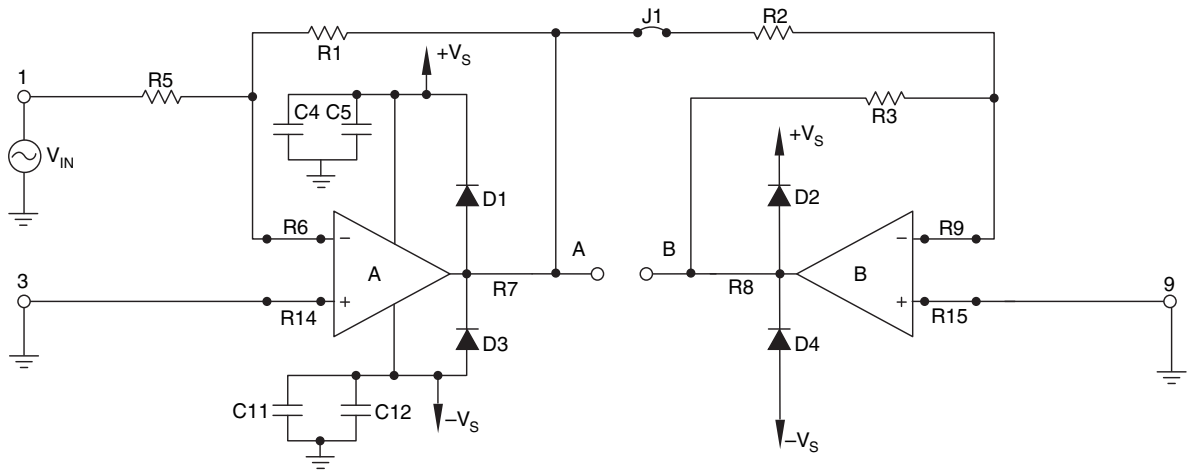 J1
R2
R1
+VS
1
R5
C4 C5
R3
+VS
VIN
D1
D2
R6
R9
−
A
A
B
−
B
3
R7
R8
9
+
+
R14
R15
D3
D4
C11
C12
−VS
−VS